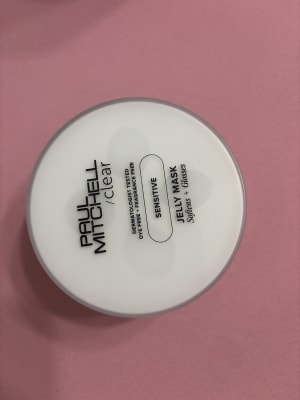 PAUL
MITCHELL
/clear
DERMATOLOGIST TESTED
DYE FREE + FRAGRANCE FREE
SENSITIVE
JELLY MASK
Softens + Glosses